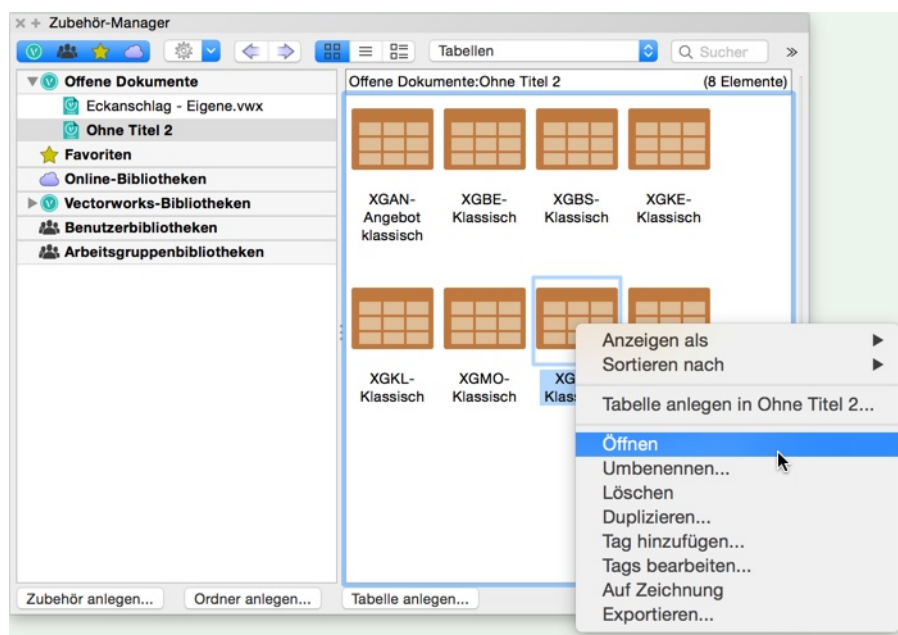 Zubehör-Manager
Tabellen
Sucher
Offene Dokumente
Eckanschlag - Eigene.vwx
Ohne Titel 2
Favoriten
Online-Bibliotheken
Vectorworks-Bibliotheken
Benutzerbibliotheken
Arbeitsgruppenbibliotheken
Offene Dokumente:Ohne Titel 2 (8 Elemente)
XGAN- XGBE- XGBS- XGKE-
Angebot Klassisch Klassisch Klassisch
klassisch
XGKL- XGMO- XG
Klassisch Klassisch Klas
Anzeigen als
Sortieren nach
Tabelle anlegen in Ohne Titel 2...
Öffnen
Umbenennen...
Löschen
Duplizieren...
Tag hinzufügen...
Tags bearbeiten...
Auf Zeichnung
Exportieren...
Zubehör anlegen... Ordner anlegen... Tabelle anlegen...